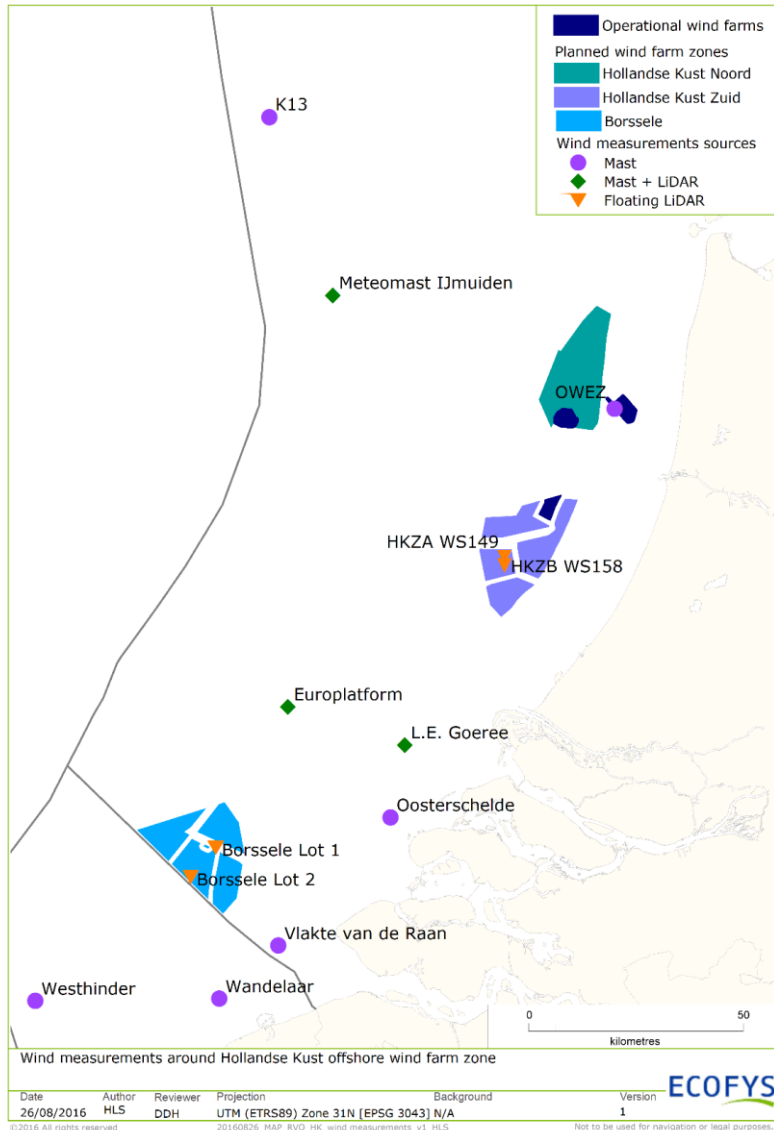 Operational wind farms
Planned wind farm zones
Hollandse Kust Noord
Hollandse Kust Zuid
Borssele
Wind measurements sources
Mast
Mast + LiDAR
Floating LiDAR
K13
Meteomast IJmuiden
OWEZ
HKZA WS149
HKZB WS158
Europlatform
L.E. Goeree
Oosterschelde
Borssele Lot 1
Borssele Lot 2
Vlakte van de Raan
Westhinder
Wandelaar
0 50
kilometres
Wind measurements around Hollandse Kust offshore wind farm zone
ECOFYS
Date Author Reviewer Projection Background Version
26/08/2016 HLS DDH UTM (ETRS89) Zone 31N [EPSG 3043] N/A 1
©2016 All rights reserved 20160826_MAP_RVO_HK_wind_measurements_v1_HLS Not to be used for navigation or legal purposes.